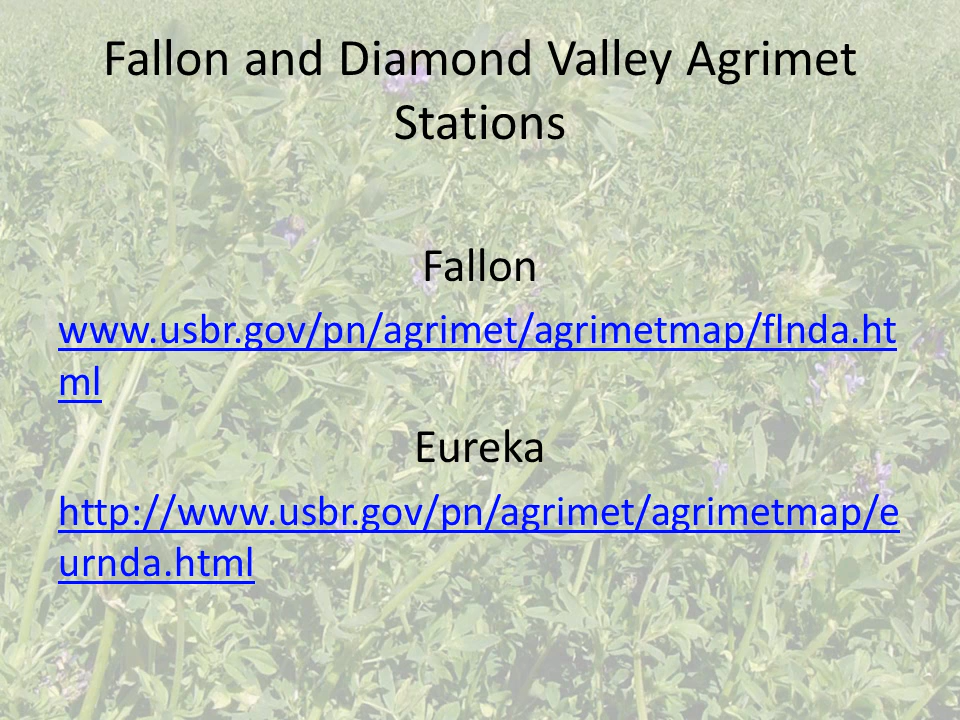 Fallon and Diamond Valley Agrimet
Stations
Fallon
www.usbr.gov/pn/agrimet/agrimetmap/flnda.ht
ml
Eureka
http://www.usbr.gov/pn/agrimet/agrimetmap/e
urnda.html